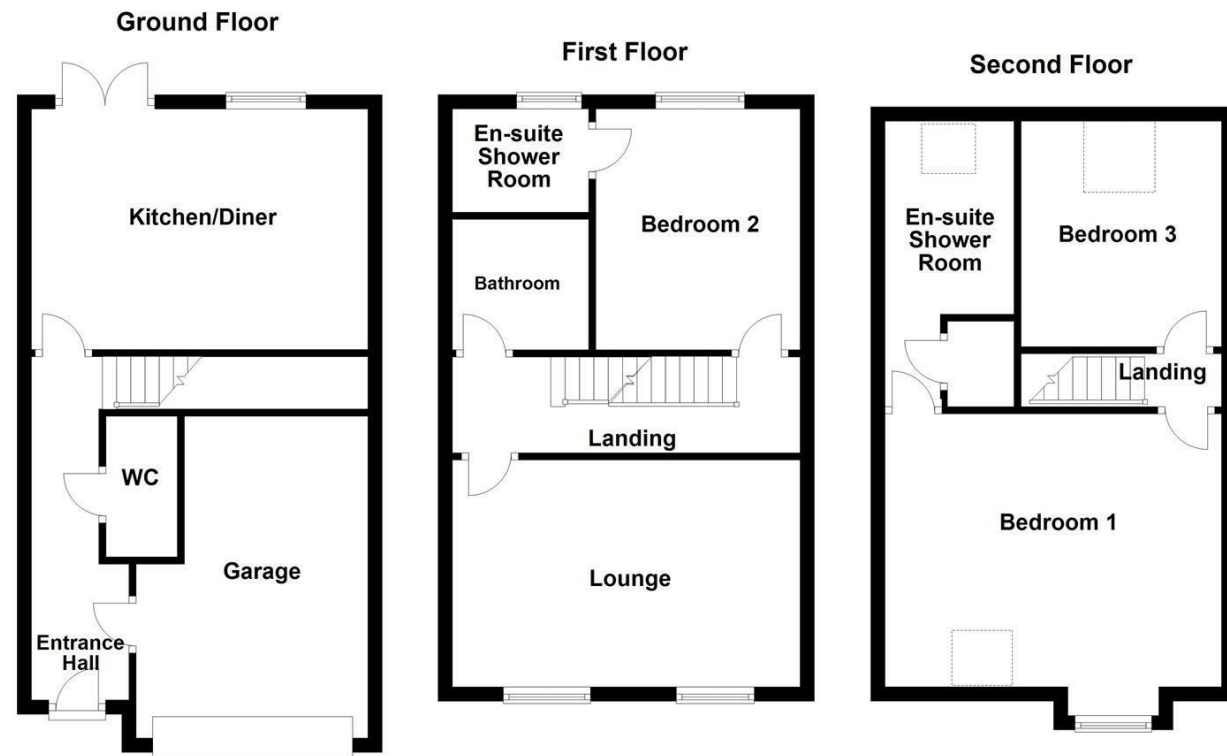 Ground Floor
Kitchen/Diner
WC
Garage
Entrance
Hall
First Floor
En-suite
Shower
Room
Bedroom 2
Bathroom
Landing
Lounge
Second Floor
En-suite
Shower
Room
Bedroom 3
Landing
Bedroom 1